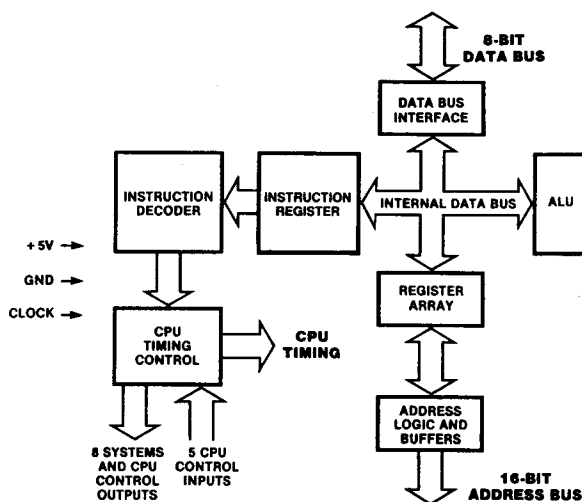 8-BIT
DATA BUS
DATA BUS
INTERFACE
INSTRUCTION
DECODER
INSTRUCTION
REGISTER
INTERNAL DATA BUS
ALU
+5V
GND
CLOCK
REGISTER
ARRAY
CPU
TIMING
CONTROL
CPU
TIMING
ADDRESS
LOGIC AND
BUFFERS
8 SYSTEMS
AND CPU
CONTROL
OUTPUTS
5 CPU
CONTROL
INPUTS
16-BIT
ADDRESS BUS